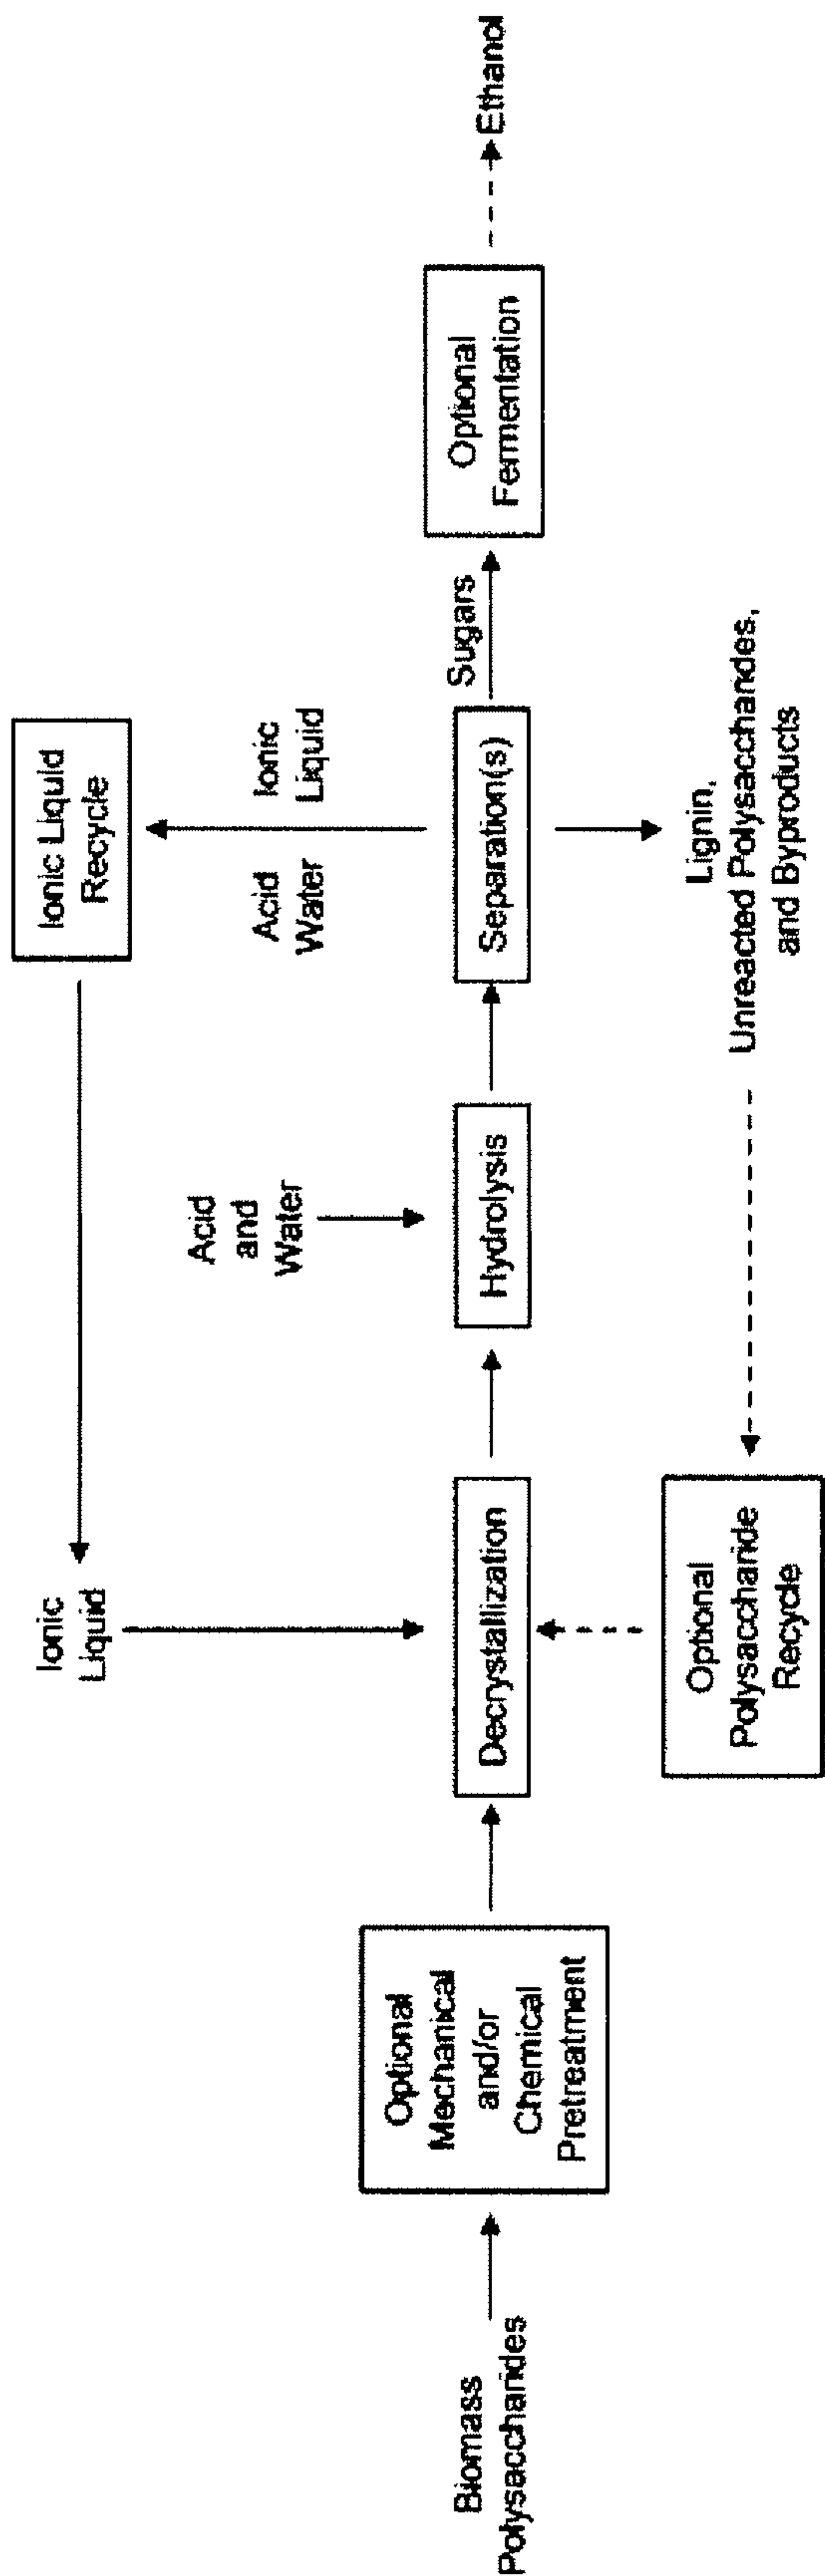 Biomass
Polysaccharides
Optional
Mechanical
and/or
Chemical
Pretreatment
Ionic
Liquid
Decrystallization
Optional
Polysaccharide
Recycle
Acid
and
Water
Hydrolysis
Ionic Liquid
Recycle
Acid
Water
Ionic
Liquid
Separation(s)
Lignin,
Unreacted Polysaccharides,
and Byproducts
Sugars
Optional
Fermentation
Ethanol